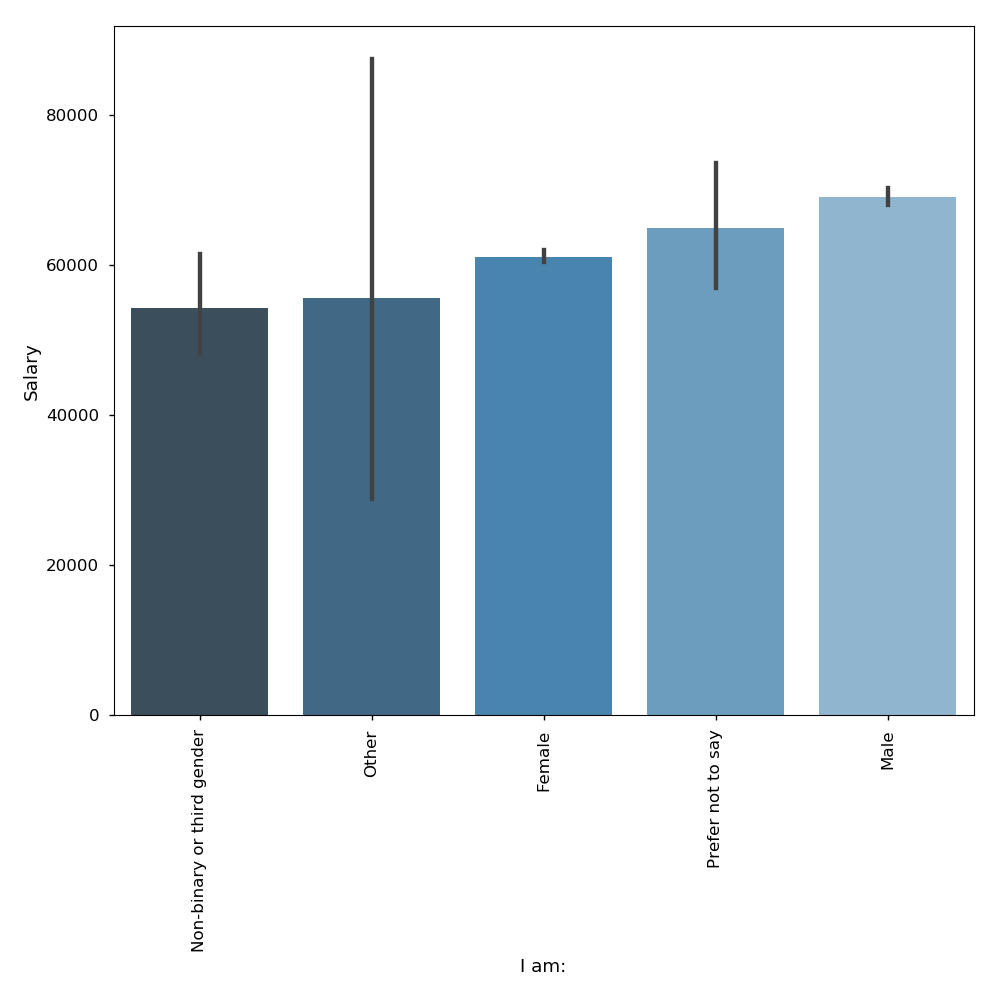 80000
60000
40000
20000
0
Salary
Non-binary or third gender
Other
Female
Prefer not to say
Male
I am: